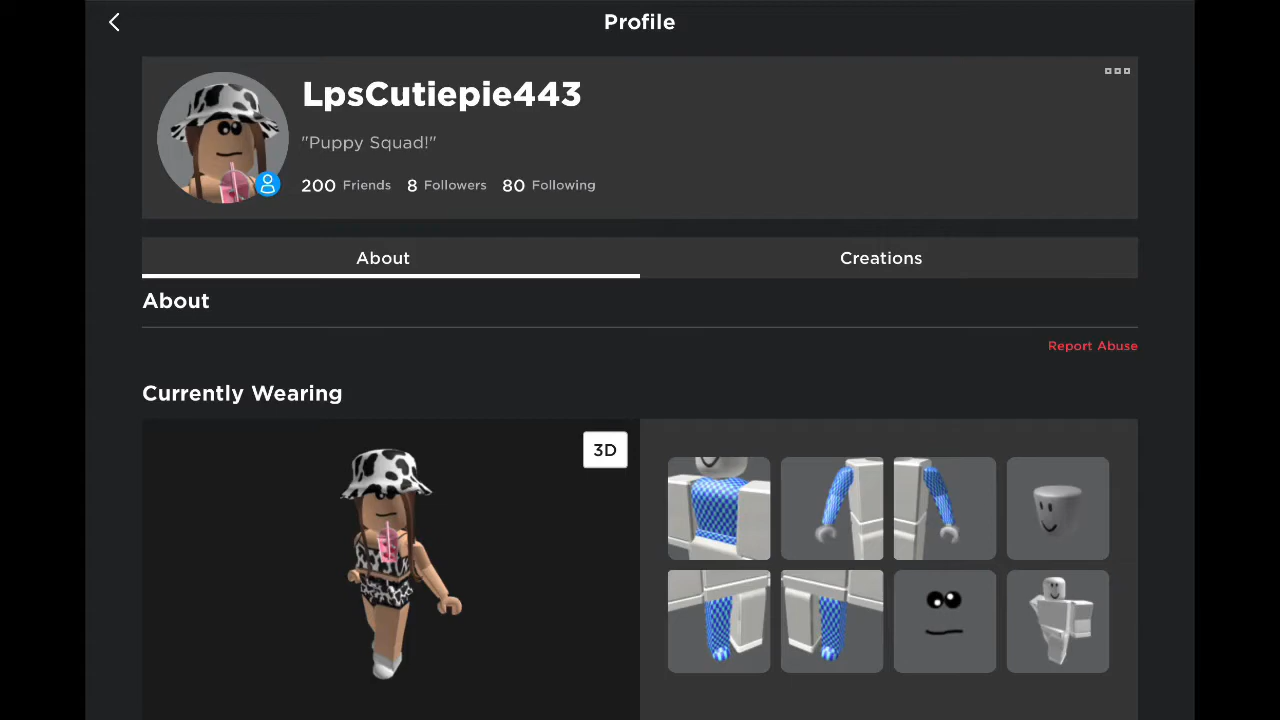 Profile
LpsCutiepie443
"Puppy Squad!"
200 Friends 8 Followers 80 Following
About Creations
About
Report Abuse
Currently Wearing
3D